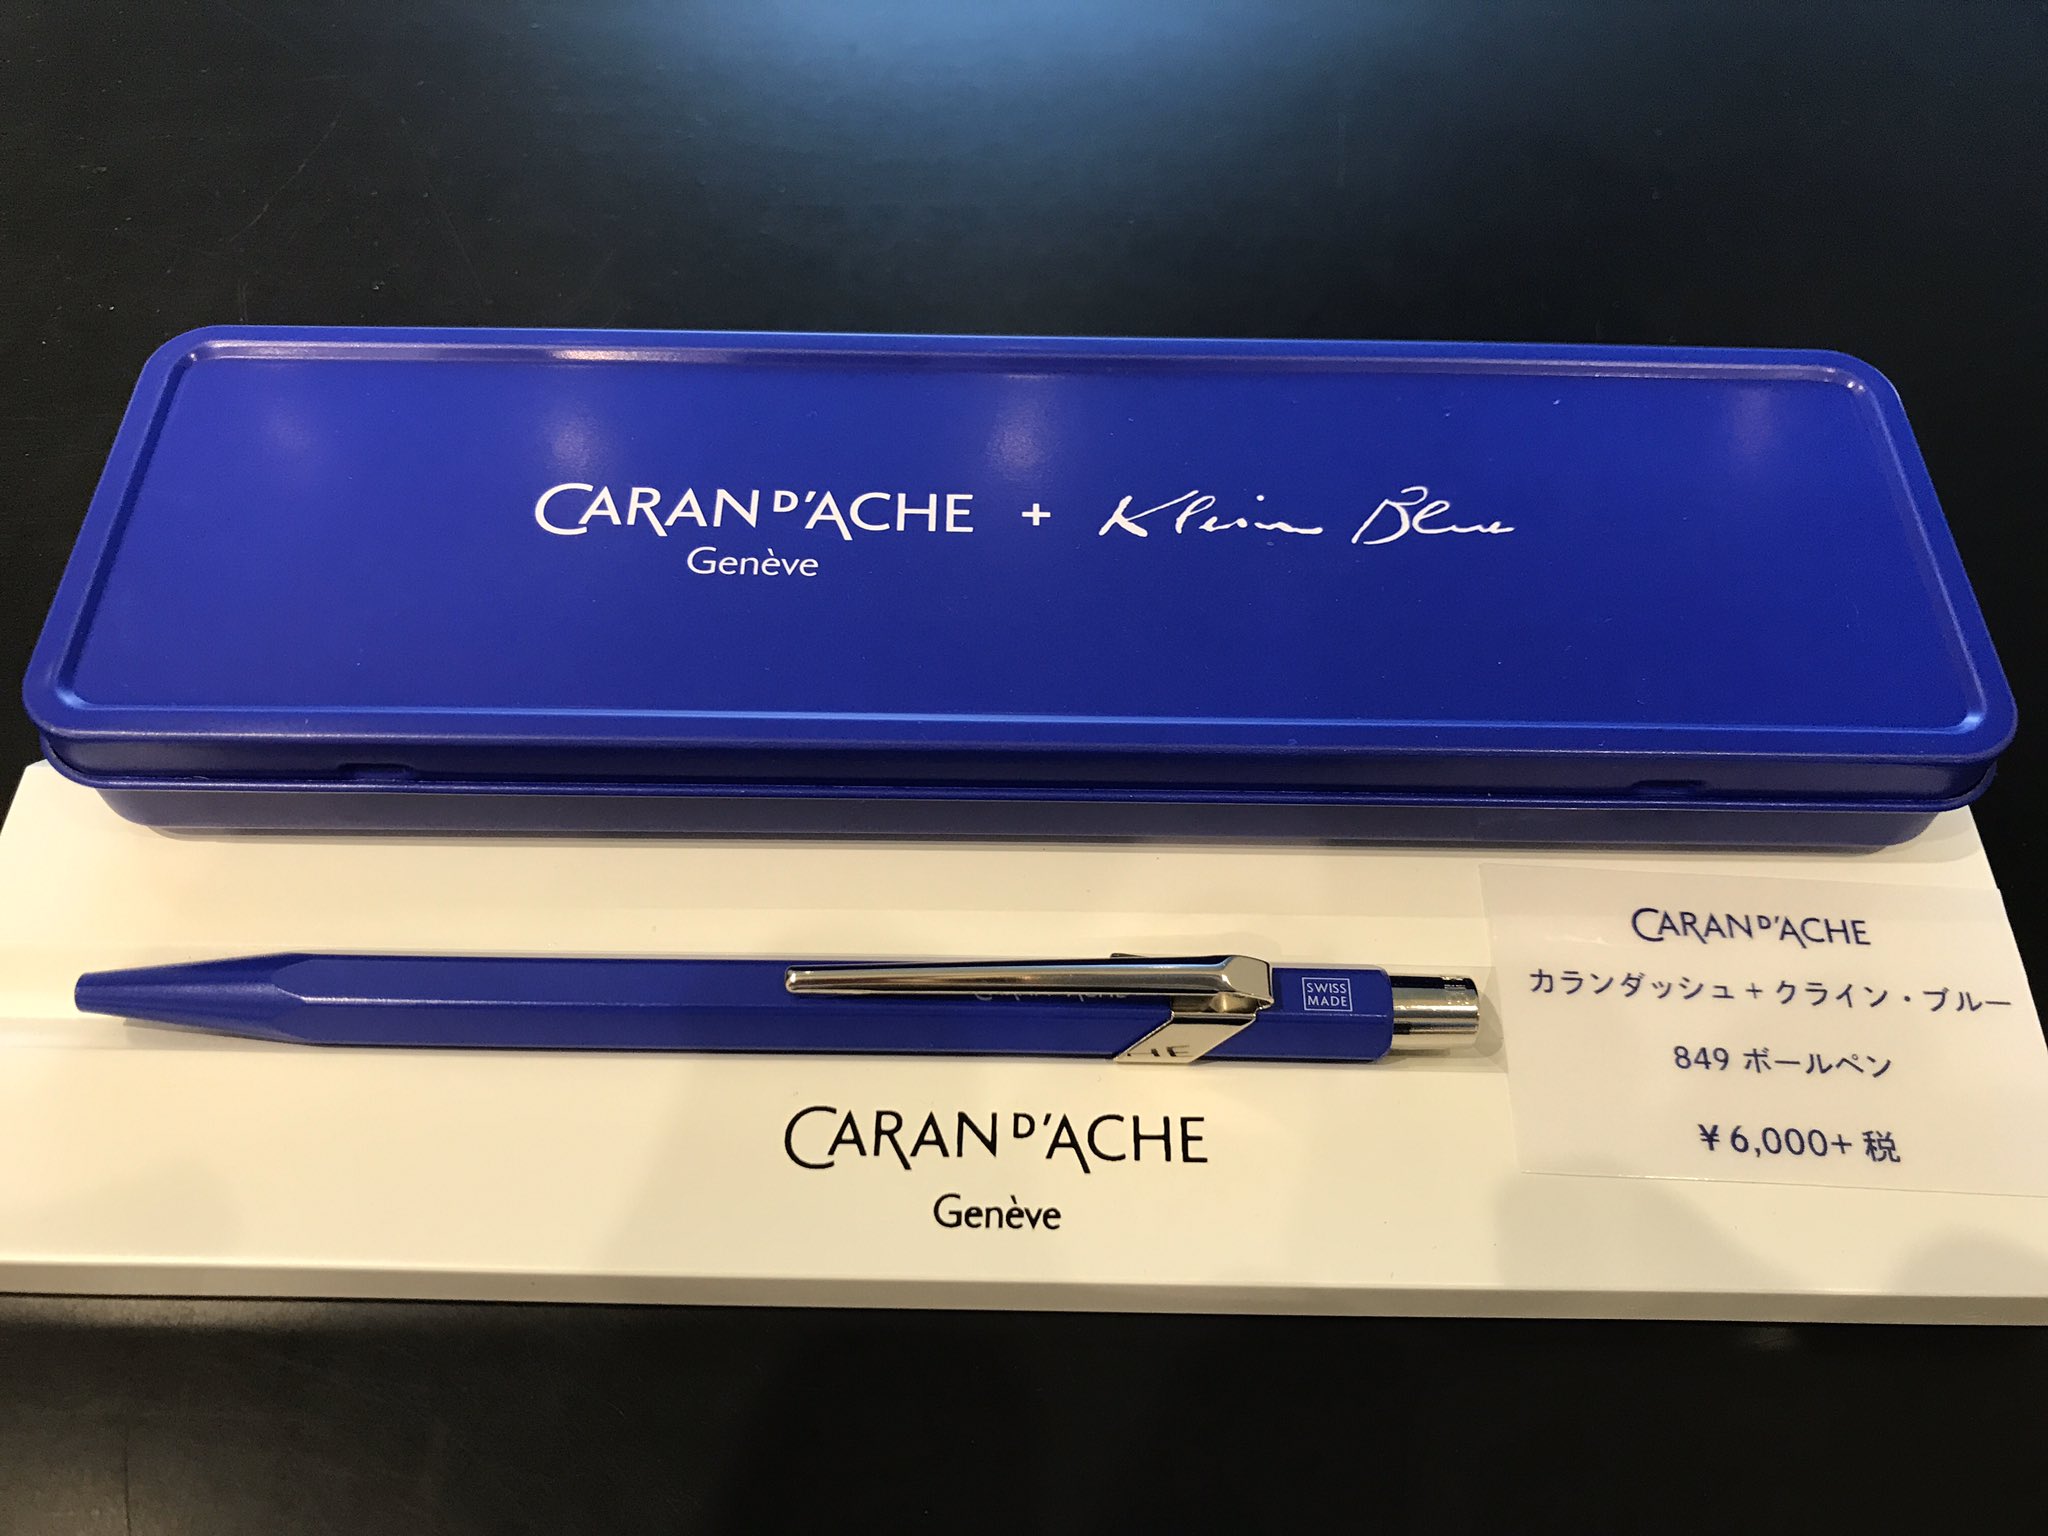 CARAN D'ACHE + Klein Blue
Genève
SWISS
MADE
CARAN D'ACHE
Genève
CARAN D'ACHE
カランダッシュ + クライン・ブルー
849 ボールペン
¥6,000+ 税